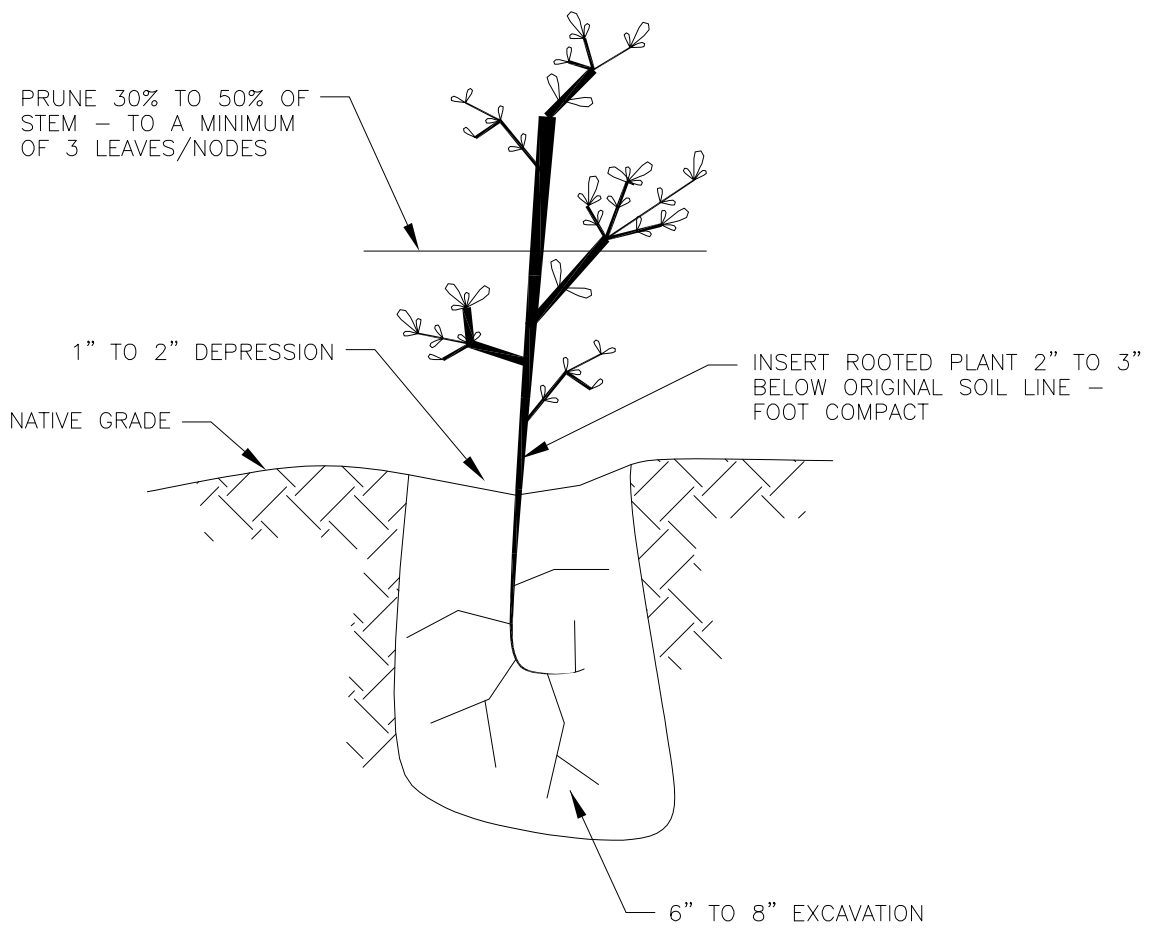 PRUNE 30% TO 50% OF
STEM – TO A MINIMUM
OF 3 LEAVES/NODES
1” TO 2” DEPRESSION
INSERT ROOTED PLANT 2” TO 3”
BELOW ORIGINAL SOIL LINE –
FOOT COMPACT
NATIVE GRADE
6” TO 8” EXCAVATION